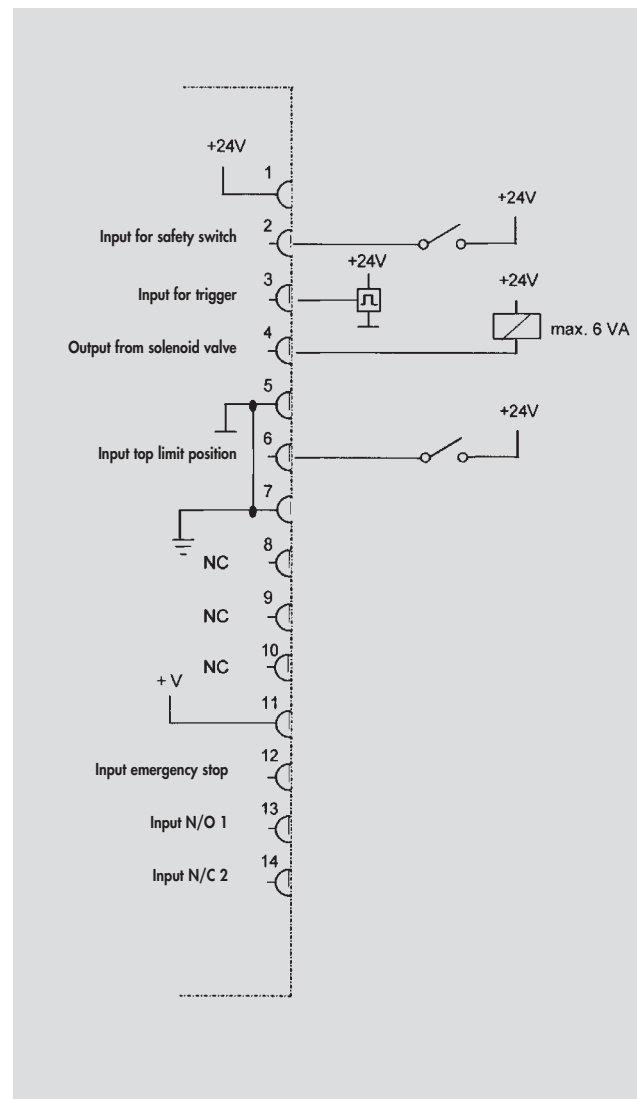 +24V
1
+24V
Input for safety switch
2
+24V
Input for trigger
3
+24V
Output from solenoid valve
4
max. 6 VA
5
+24V
Input top limit position
6
7
NC
8
NC
9
NC
10
+ V
11
Input emergency stop
12
Input N/O 1
13
Input N/C 2
14